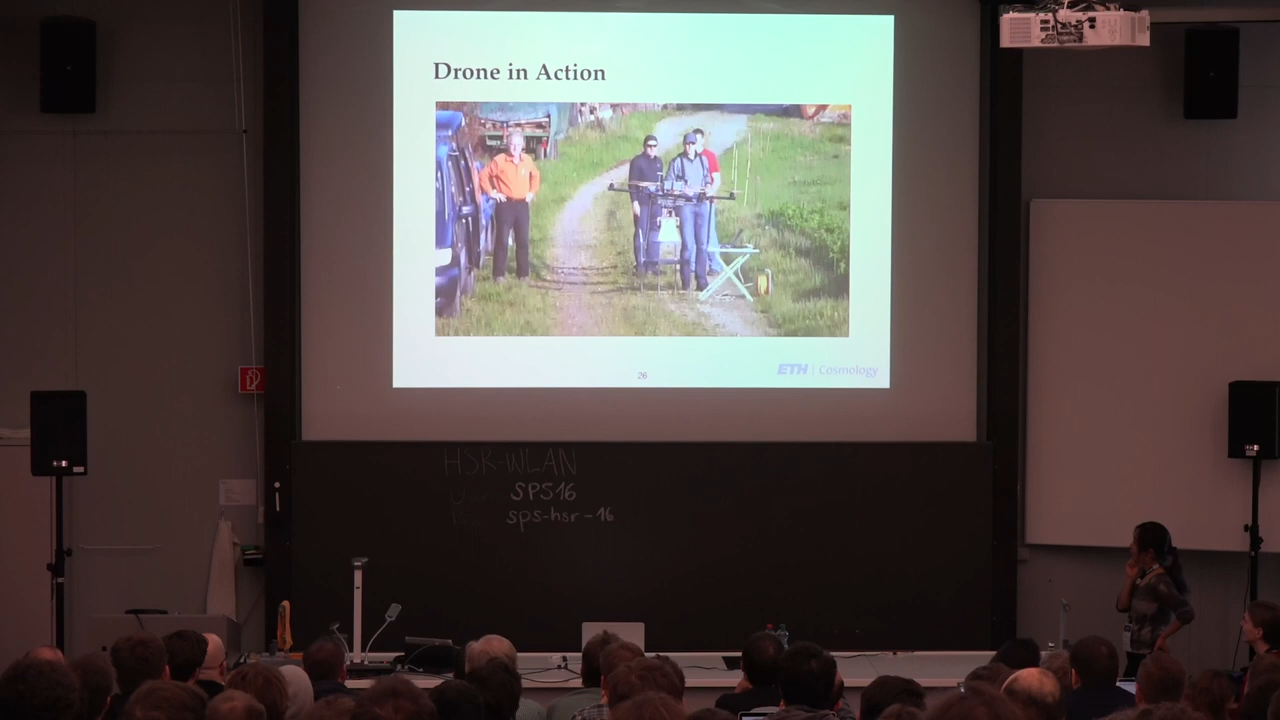 Drone in Action
26
ETH | Cosmology
HSR-WLAN
SPS16
sps-hsr-16